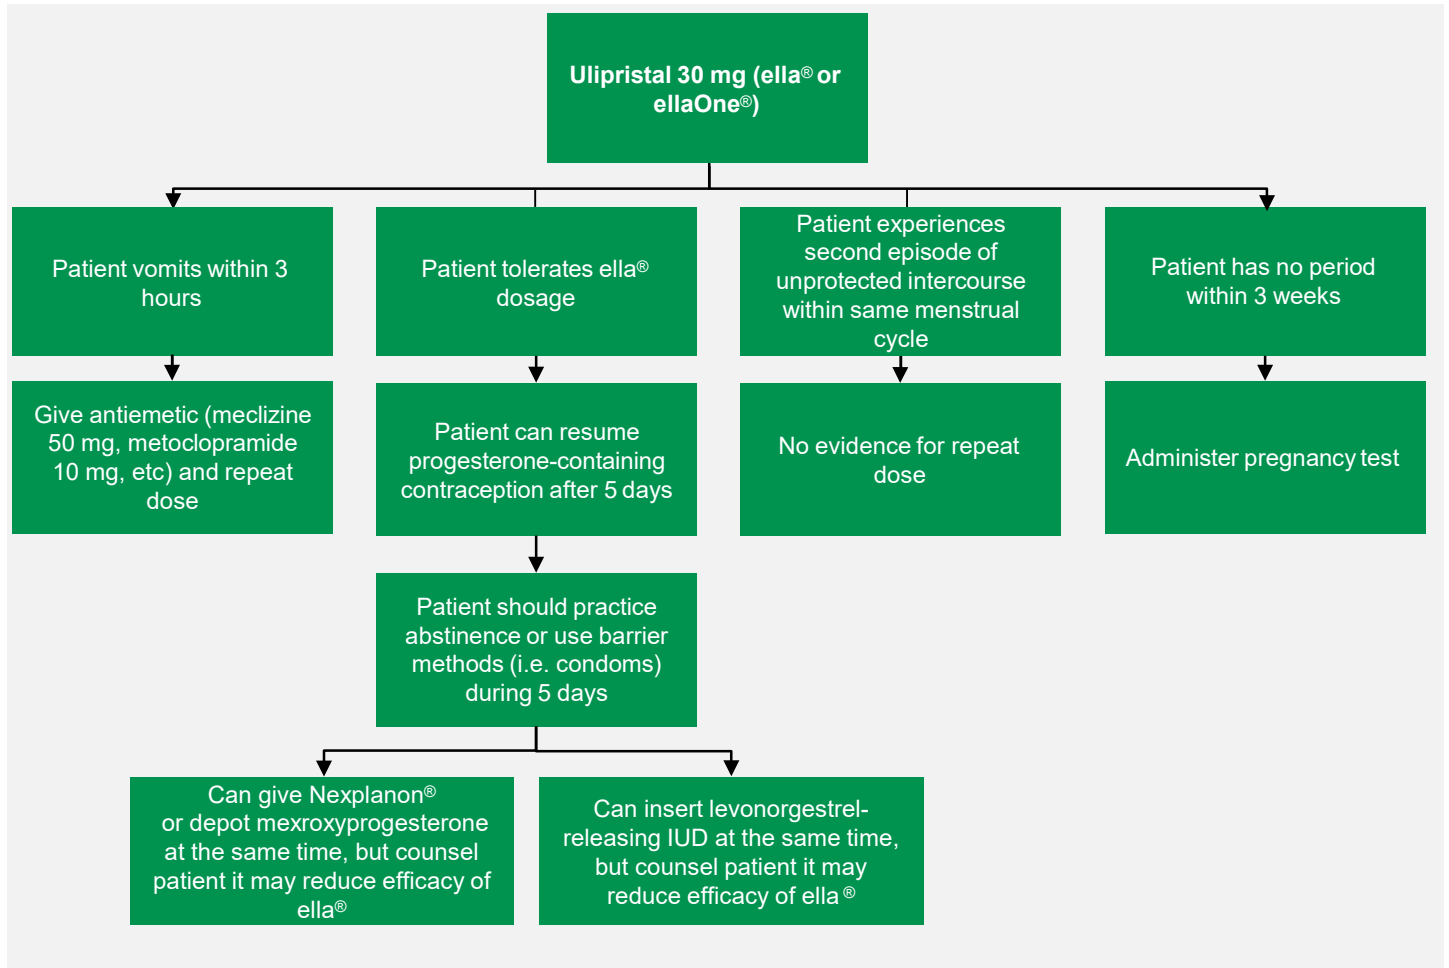 Ulipristal 30 mg (ella® or
ellaOne®)
Patient vomits within 3
hours
Patient tolerates ella®
dosage
Patient experiences
second episode of
unprotected intercourse
within same menstrual
cycle
Patient has no period
within 3 weeks
Give antiemetic (meclizine
50 mg, metoclopramide
10 mg, etc) and repeat
dose
Patient can resume
progesterone-containing
contraception after 5 days
No evidence for repeat
dose
Administer pregnancy test
Patient should practice
abstinence or use barrier
methods (i.e. condoms)
during 5 days
Can give Nexplanon®
or depot mexroxyprogesterone
at the same time, but counsel
patient it may reduce efficacy of
ella®
Can insert levonorgestrel-
releasing IUD at the same time,
but counsel patient it may
reduce efficacy of ella ®